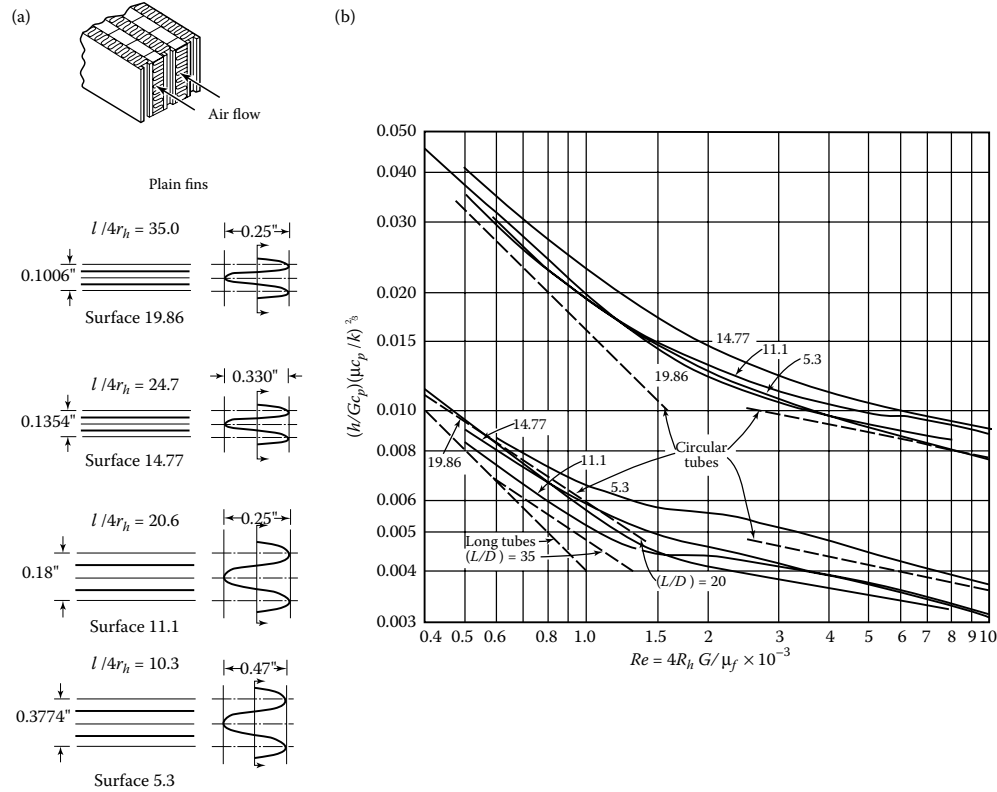 (a)
Air flow
Plain fins
l /4r_h = 35.0
0.25"
0.1006"
Surface 19.86
l /4r_h = 24.7
0.330"
0.1354"
Surface 14.77
l /4r_h = 20.6
0.25"
0.18"
Surface 11.1
l /4r_h = 10.3
0.47"
0.3774"
Surface 5.3
(b)
0.050
0.040
0.030
0.020
0.015
0.010
0.008
0.006
0.005
0.004
0.003
(h/Gc_p)(μc_p /k)^⅔
14.77
11.1
5.3
19.86
Circular
tubes
14.77
19.86
11.1
5.3
Long tubes
(L/D ) = 35
(L/D ) = 20
0.4 0.5 0.6 0.8 1.0 1.5 2 3 4 5 6 7 8 9 10
Re = 4R_h G/μ_f × 10⁻³